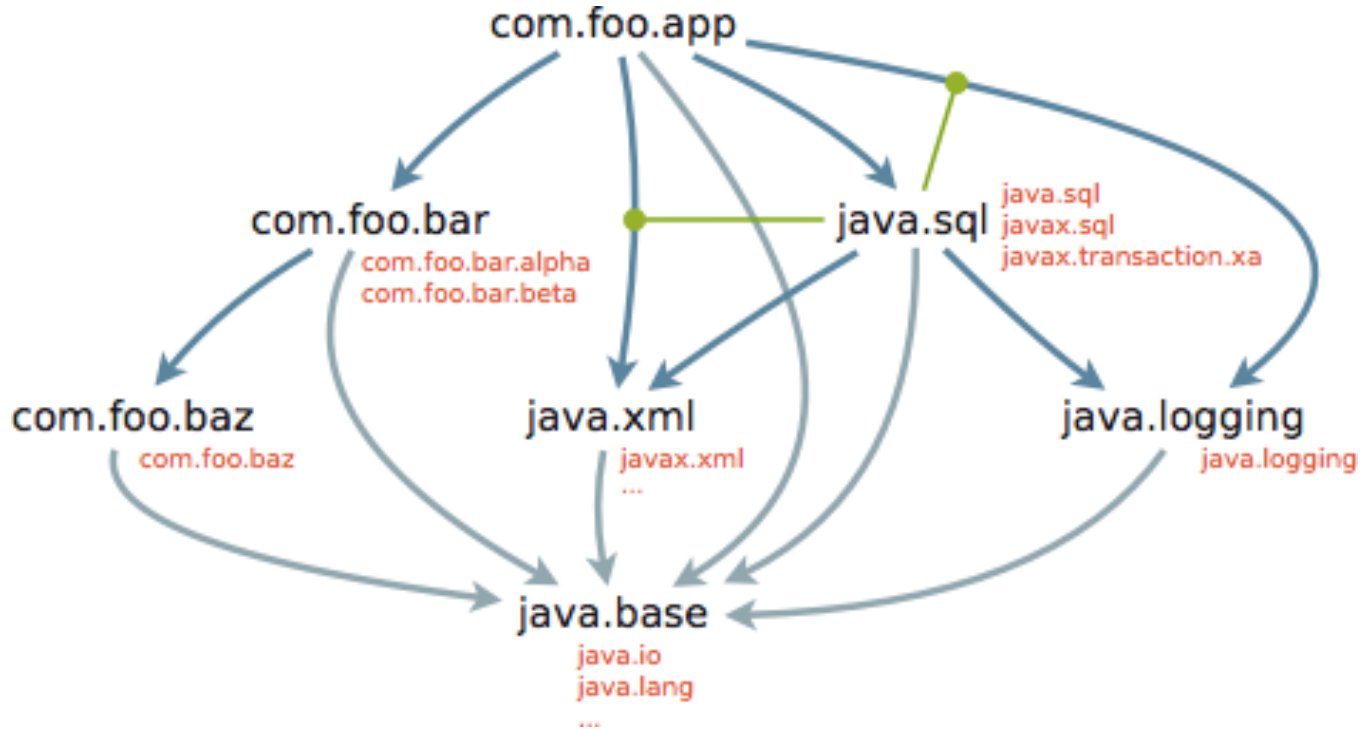 com.foo.app
com.foo.bar
com.foo.bar.alpha
com.foo.bar.beta
java.sql
java.sql
javax.sql
javax.transaction.xa
com.foo.baz
com.foo.baz
java.xml
javax.xml
...
java.logging
java.logging
java.base
java.io
java.lang
...